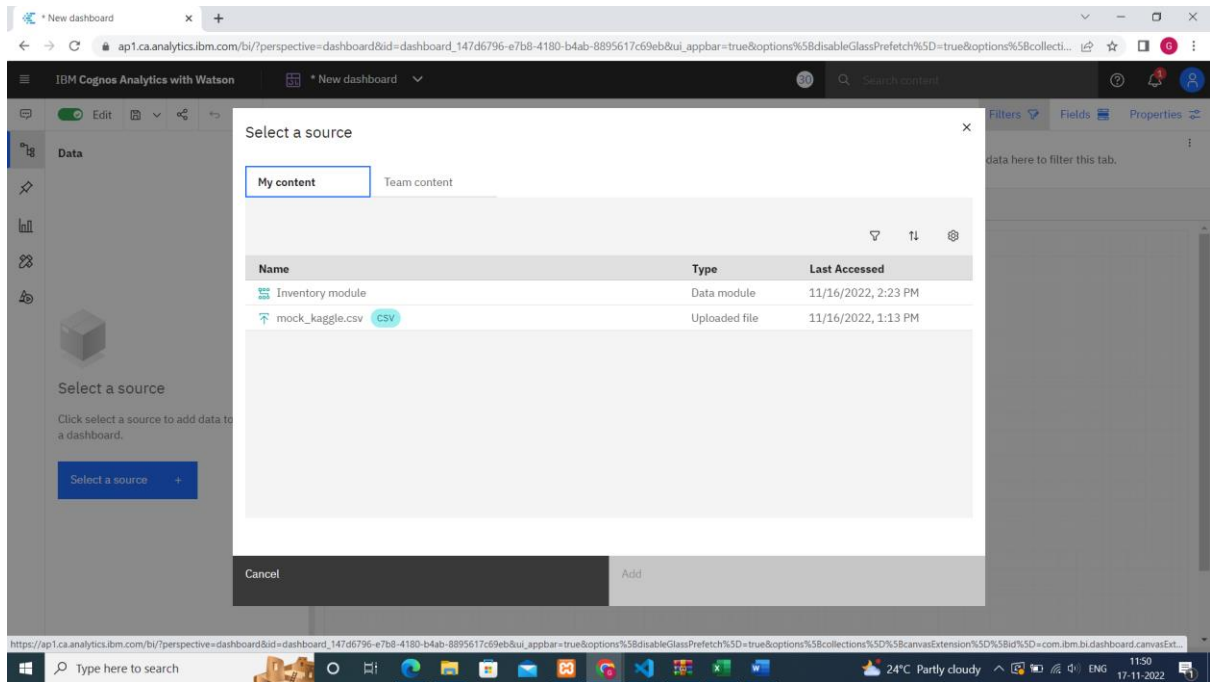 * New dashboard
ap1.ca.analytics.ibm.com/bi/?perspective=dashboard&id=dashboard_147d6796-e7b8-4180-b4ab-8895617c69eb&ui_appbar=true&options%5BdisableGlassPrefetch%5D=true&options%5Bcollecti...
G
IBM Cognos Analytics with Watson
* New dashboard
30
Search content
Edit
Filters
Fields
Properties
Data
data here to filter this tab.
Select a source
My content
Team content
Name Type Last Accessed
Inventory module Data module 11/16/2022, 2:23 PM
mock_kaggle.csv CSV Uploaded file 11/16/2022, 1:13 PM
Select a source
Click select a source to add data to
a dashboard.
Select a source +
Cancel
Add
https://ap1.ca.analytics.ibm.com/bi/?perspective=dashboard&id=dashboard_147d6796-e7b8-4180-b4ab-8895617c69eb&ui_appbar=true&options%5BdisableGlassPrefetch%5D=true&options%5Bcollections%5D%5BcanvasExtension%5D%5Bid%5D=com.ibm.bi.dashboard.canvasExt...
Type here to search
24°C Partly cloudy
ENG
11:50
17-11-2022